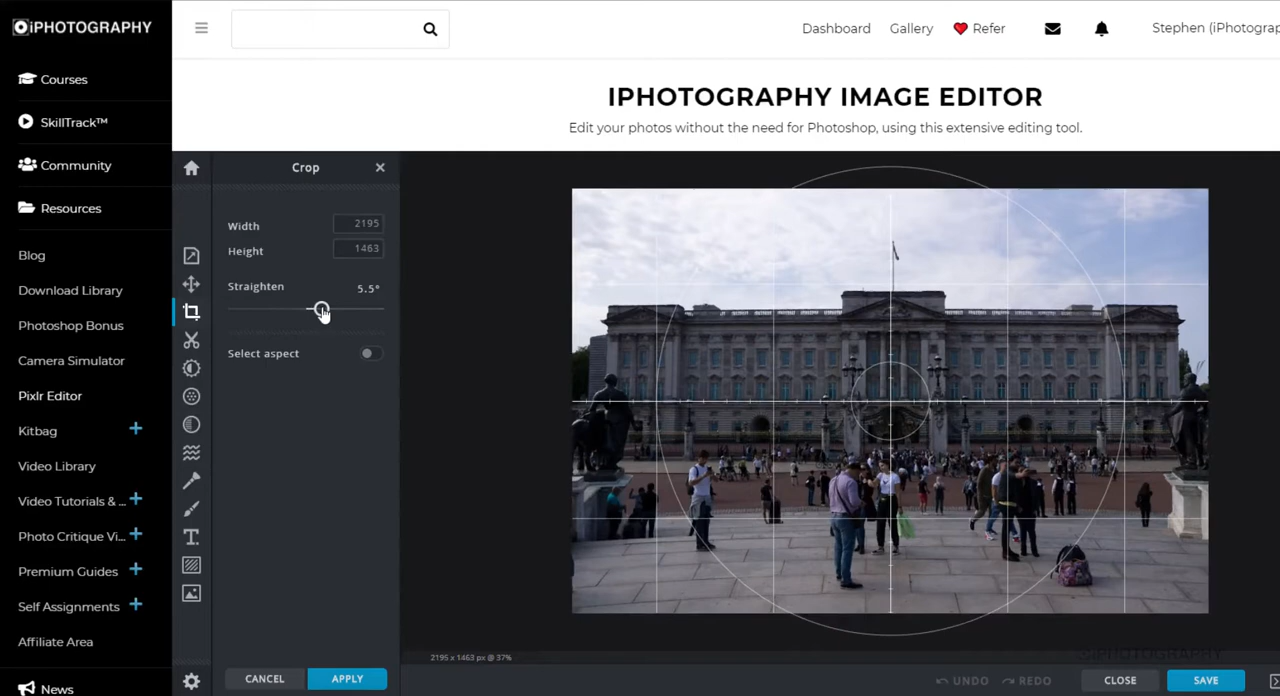 iPHOTOGRAPHY
Dashboard
Gallery
Refer
Stephen (iPhotograp
Courses
SkillTrack™
Community
Resources
Blog
Download Library
Photoshop Bonus
Camera Simulator
Pixlr Editor
Kitbag +
Video Library
Video Tutorials & ... +
Photo Critique Vi... +
Premium Guides +
Self Assignments +
Affiliate Area
News
IPHOTOGRAPHY IMAGE EDITOR
Edit your photos without the need for Photoshop, using this extensive editing tool.
Crop
Width 2195
Height 1463
Straighten 5.5°
Select aspect
CANCEL
APPLY
2195 x 1463 px @ 37%
iPHOTOGRAPHY
UNDO
REDO
CLOSE
SAVE